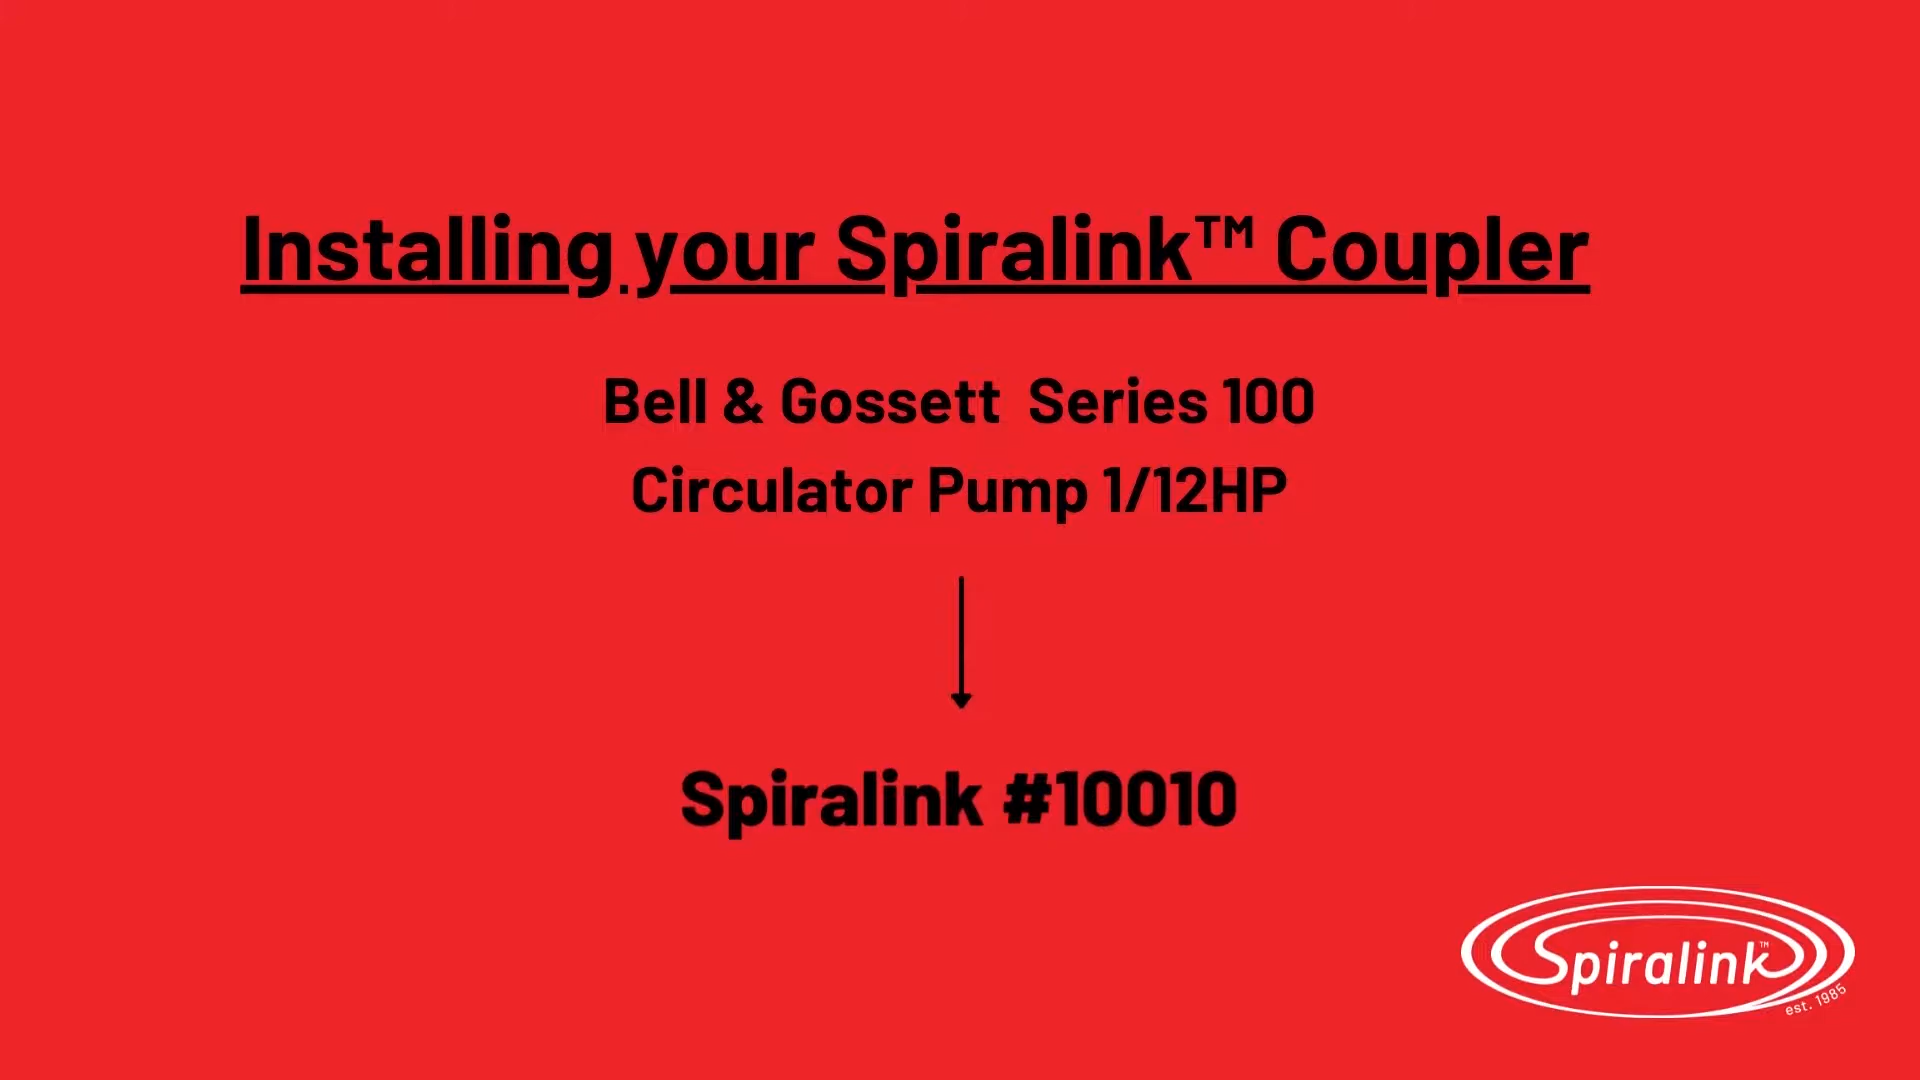 Installing your Spiralink™ Coupler
Bell & Gossett Series 100
Circulator Pump 1/12HP
Spiralink #10010
Spiralink™
est. 1985